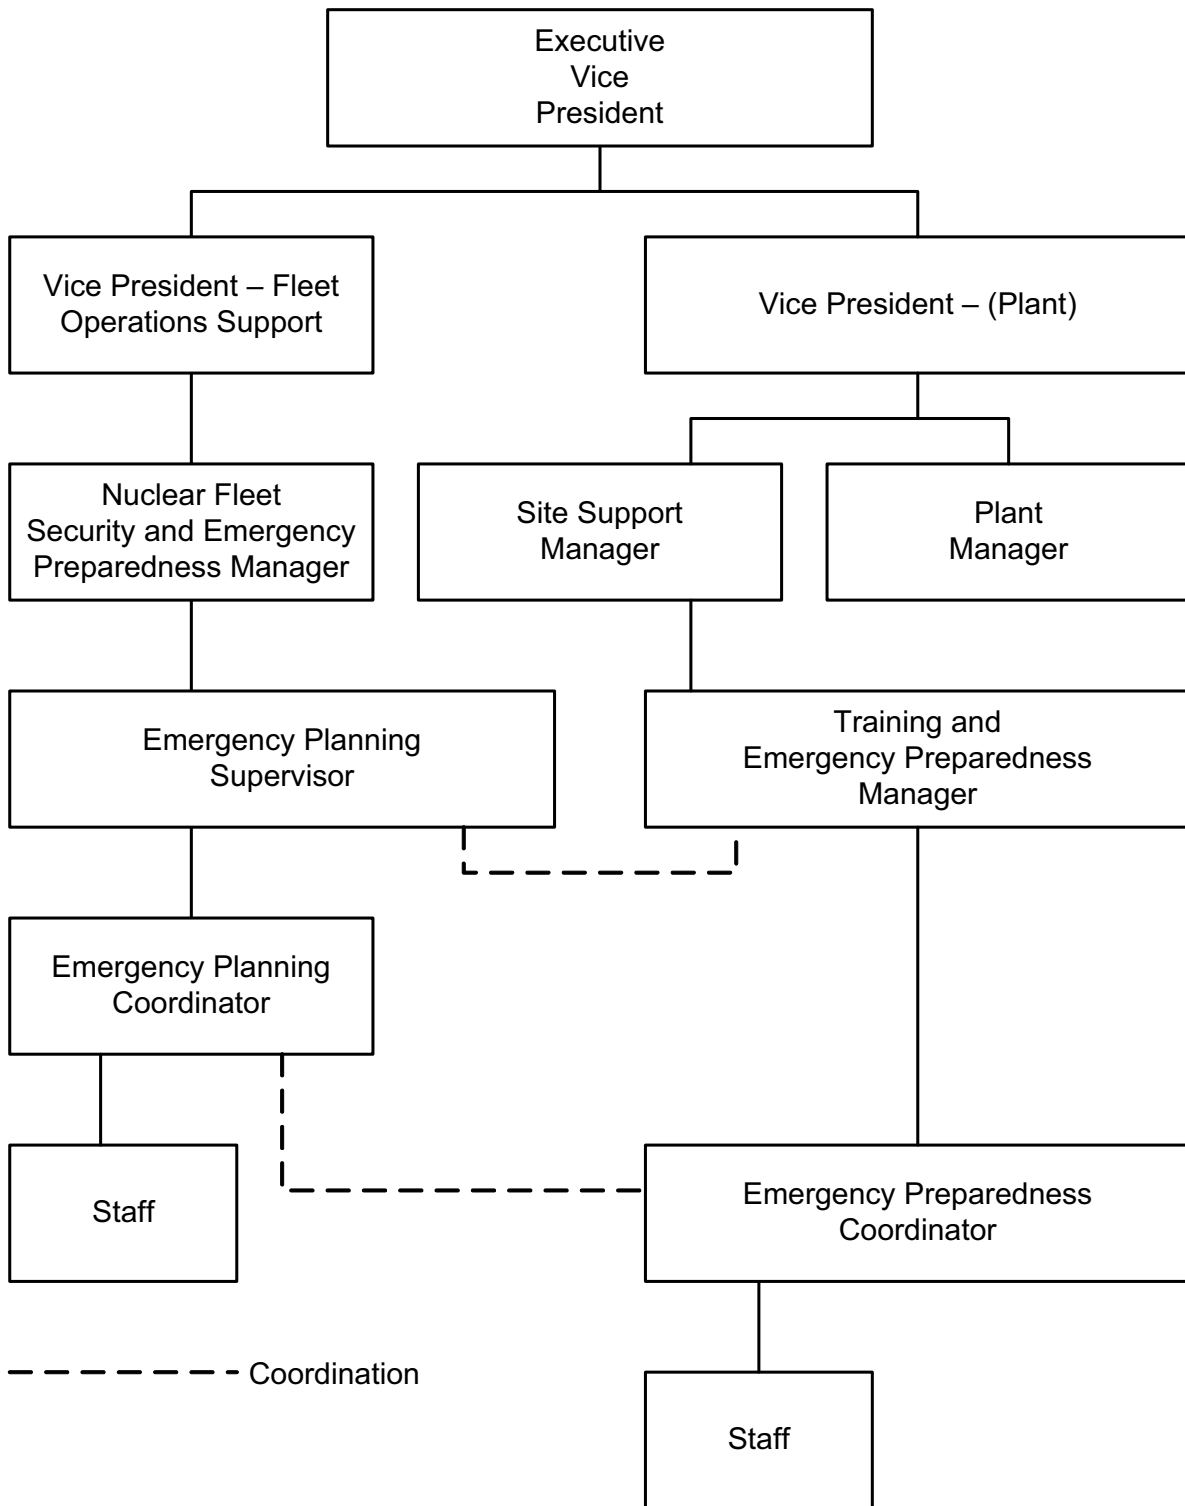 Executive
Vice
President
Vice President – Fleet
Operations Support
Vice President – (Plant)
Nuclear Fleet
Security and Emergency
Preparedness Manager
Site Support
Manager
Plant
Manager
Emergency Planning
Supervisor
Training and
Emergency Preparedness
Manager
Emergency Planning
Coordinator
Staff
Emergency Preparedness
Coordinator
Coordination
Staff